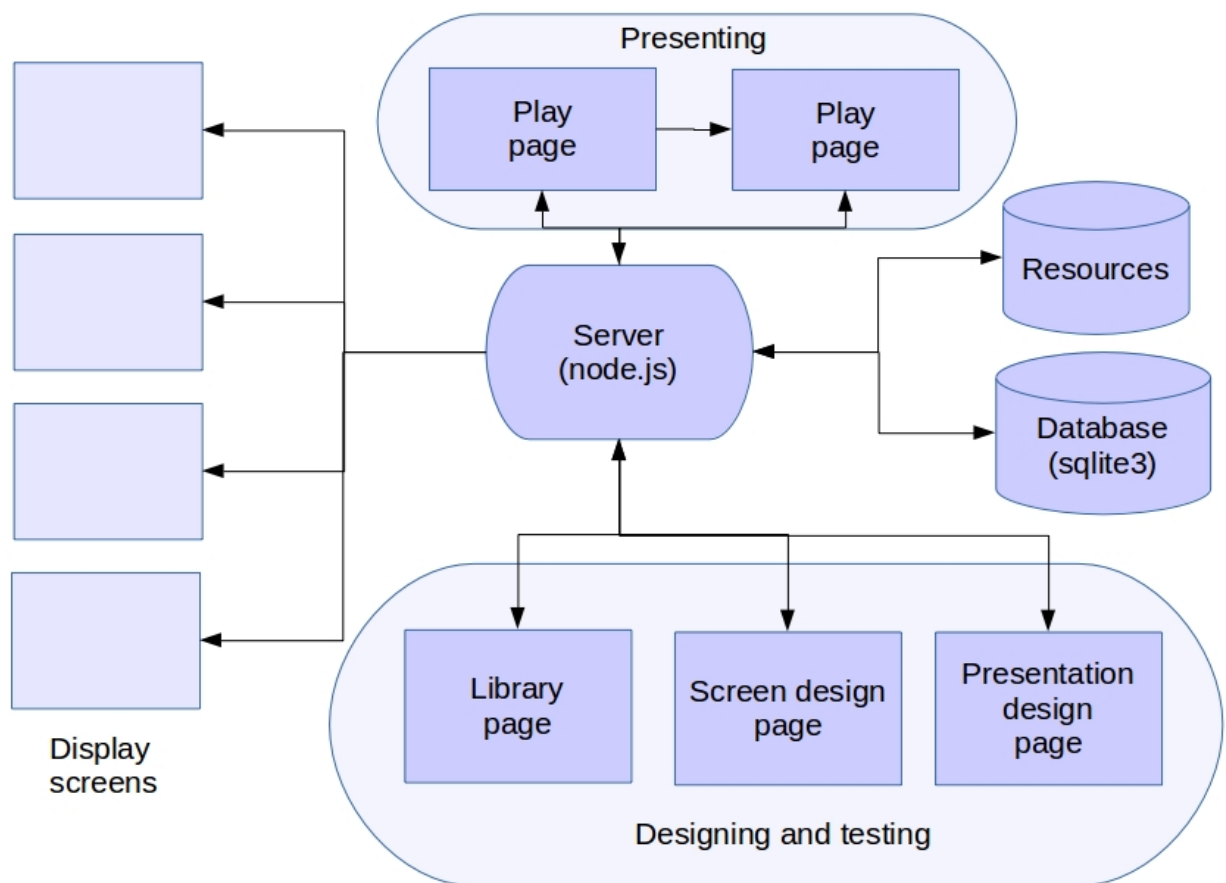 Presenting
Play
page
Play
page
Resources
Server
(node.js)
Database
(sqlite3)
Library
page
Screen design
page
Presentation
design
page
Display
screens
Designing and testing